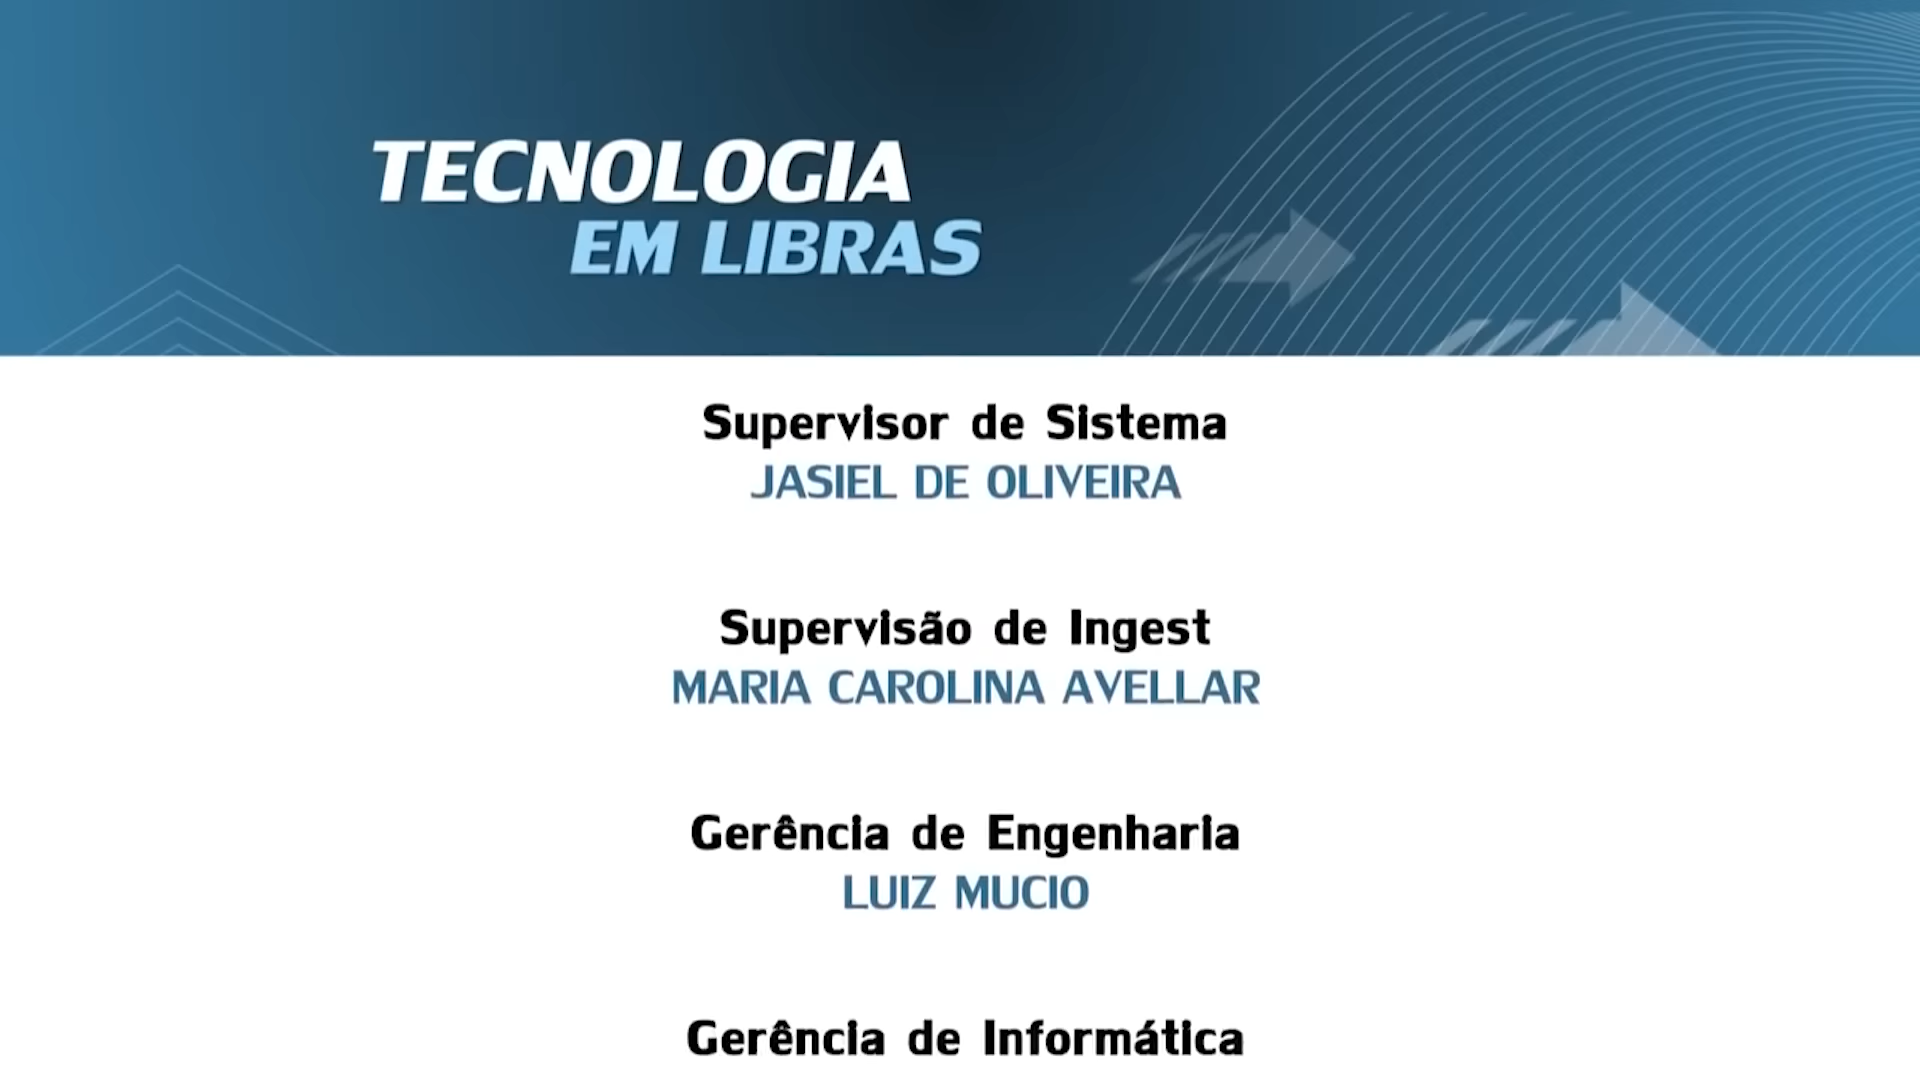 TECNOLOGIA
EM LIBRAS
Supervisor de Sistema
JASIEL DE OLIVEIRA
Supervisão de Ingest
MARIA CAROLINA AVELLAR
Gerência de Engenharia
LUIZ MUCIO
Gerência de Informática